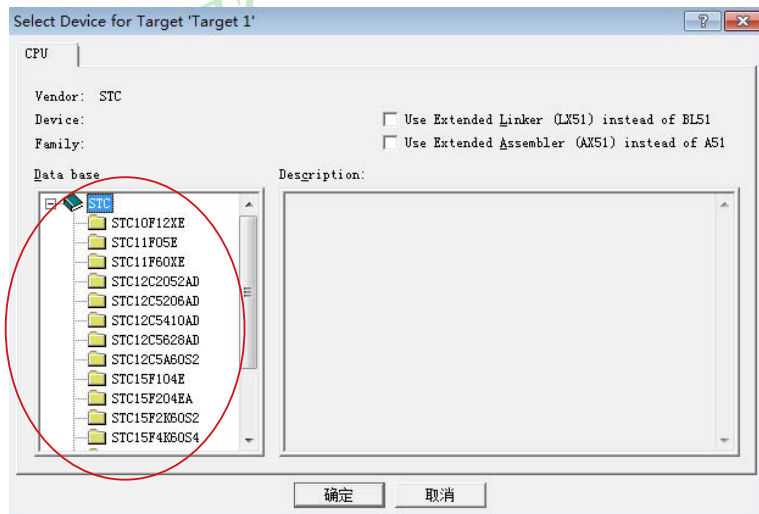 Select Device for Target 'Target 1'
CPU
Vendor: STC
Device:
Use Extended Linker (LX51) instead of BL51
Family:
Use Extended Assembler (AX51) instead of A51
Data base
Description:
STC
STC10F12XE
STC11F05E
STC11F60XE
STC12C2052AD
STC12C5206AD
STC12C5410AD
STC12C5628AD
STC12C5A60S2
STC15F104E
STC15F204EA
STC15F2K60S2
STC15F4K60S4
确定
取消